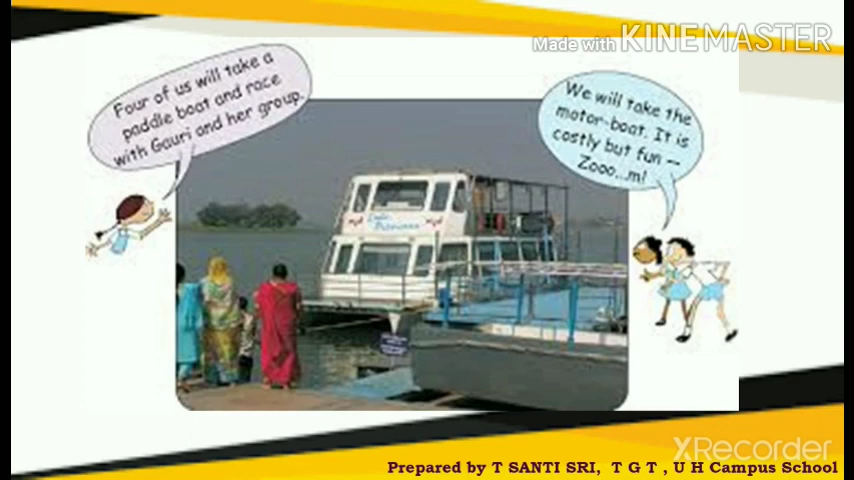 Made with KINEMASTER
Four of us will take a
paddle boat and race
with Gauri and her group.
We will take the
motor-boat. It is
costly but fun –
Zooo...m!
XRecorder
Prepared by T SANTI SRI, T G T , U H Campus School